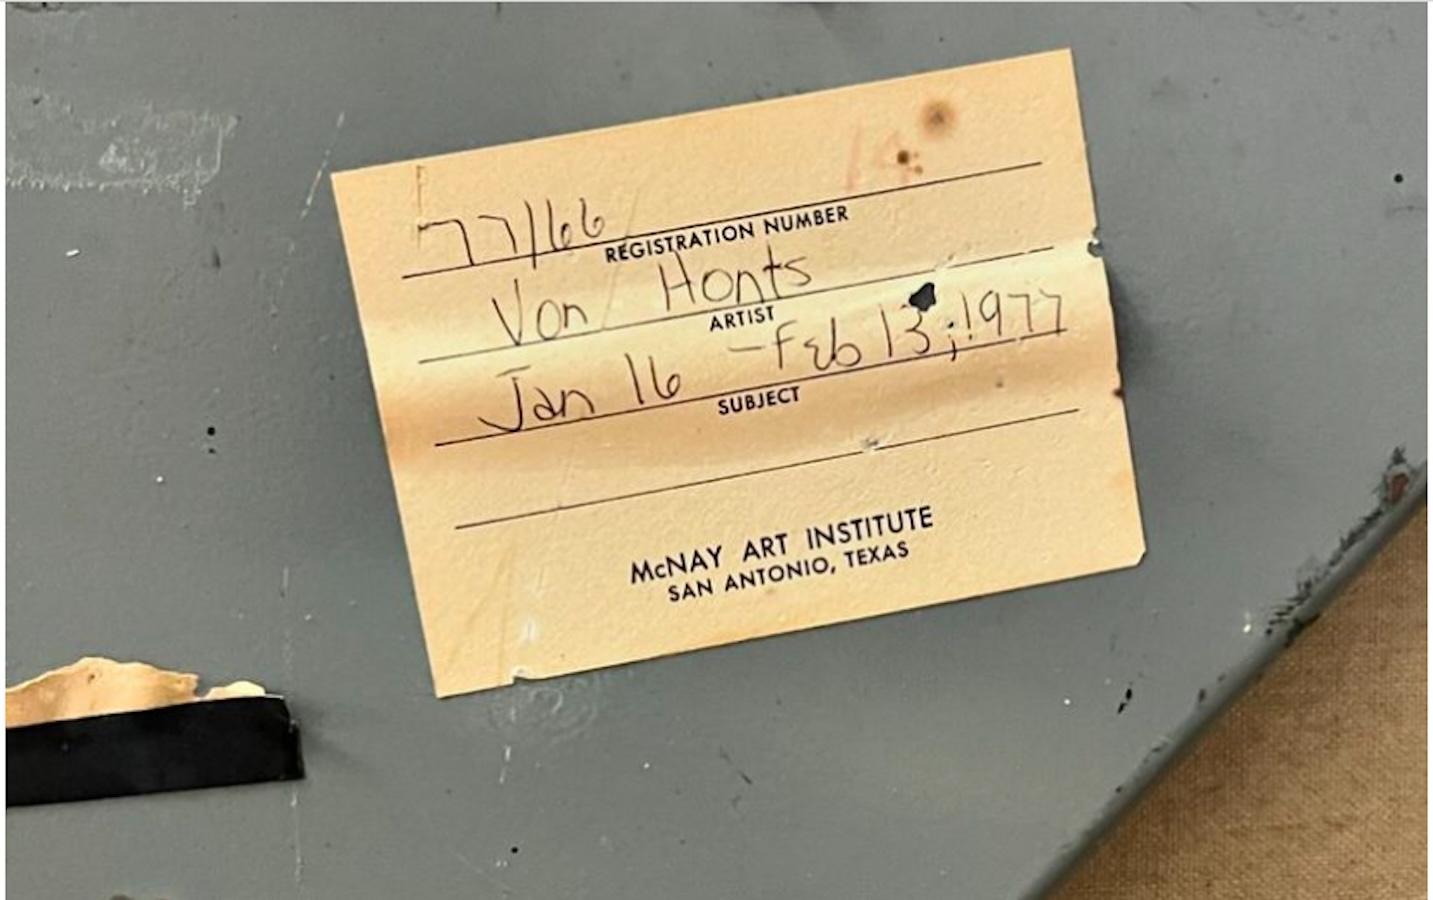 14
77/66
REGISTRATION NUMBER
Von Honts
ARTIST
Jan 16 - Feb 13, 1977
SUBJECT
McNAY ART INSTITUTE
SAN ANTONIO, TEXAS